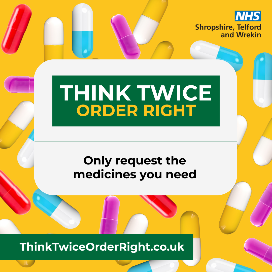 NHS
Shropshire, Telford
and Wrekin
THINK TWICE
ORDER RIGHT
Only request the
medicines you need
ThinkTwiceOrderRight.co.uk